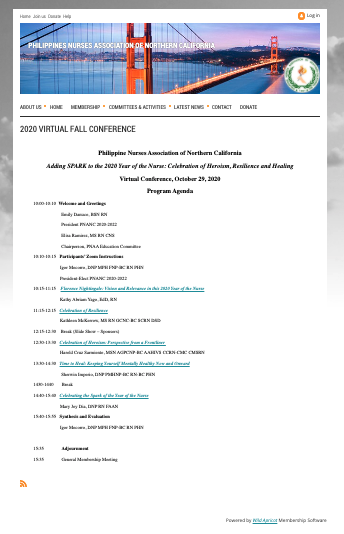 Home Join us Donate Help
Log in
PHILIPPINES NURSES ASSOCIATION OF NORTHERN CALIFORNIA
ABOUT US HOME MEMBERSHIP COMMITTEES & ACTIVITIES LATEST NEWS CONTACT DONATE
2020 VIRTUAL FALL CONFERENCE
Philippine Nurses Association of Northern California
Adding SPARK to the 2020 Year of the Nurse: Celebration of Heroism, Resilience and Healing
Virtual Conference, October 29, 2020
Program Agenda
10:00-10:10 Welcome and Greetings
Emily Damaso, BSN RN
President PNANC 2020-2022
Elisa Ramirez, MS RN CNS
Chairperson, PNAA Education Committee
10:10-10:15 Participants' Zoom Instructions
Igor Mocorro, DNP MPH FNP-BC RN PHN
President-Elect PNANC 2020-2022
10:15-11:15 Florence Nightingale: Vision and Relevance in this 2020 Year of the Nurse
Kathy Abriam Yago, EdD, RN
11:15-12:15 Celebration of Resilience
Kathleen McKeown, MS RN GCNC-BC SCRN
12:15-12:30 Break (Slide Show – Sponsors)
12:30-13:30 Celebration of Heroism: Perspective from a Frontliner
Harold Cruz Sarmiento, MSN AGPCNP-BC AAHIVS CCRN-CMC
13:30-14:30 Time to Heal: Keeping Yourself Mentally Healthy Now and Onward
Sherwin Imperio, DNP PMHNP-BC RN-BC PHN
1430-1440 Break
14:40-15:40 Celebrating the Spark of the Year of the Nurse
Mary Joy Dia, DNP RN FAAN
15:40-15:55 Synthesis and Evaluation
Igor Mocorro, DNP MPH FNP-BC RN PHN
15:55 Adjournment
15:55 General Membership Meeting
Powered by Wild Apricot Membership Software